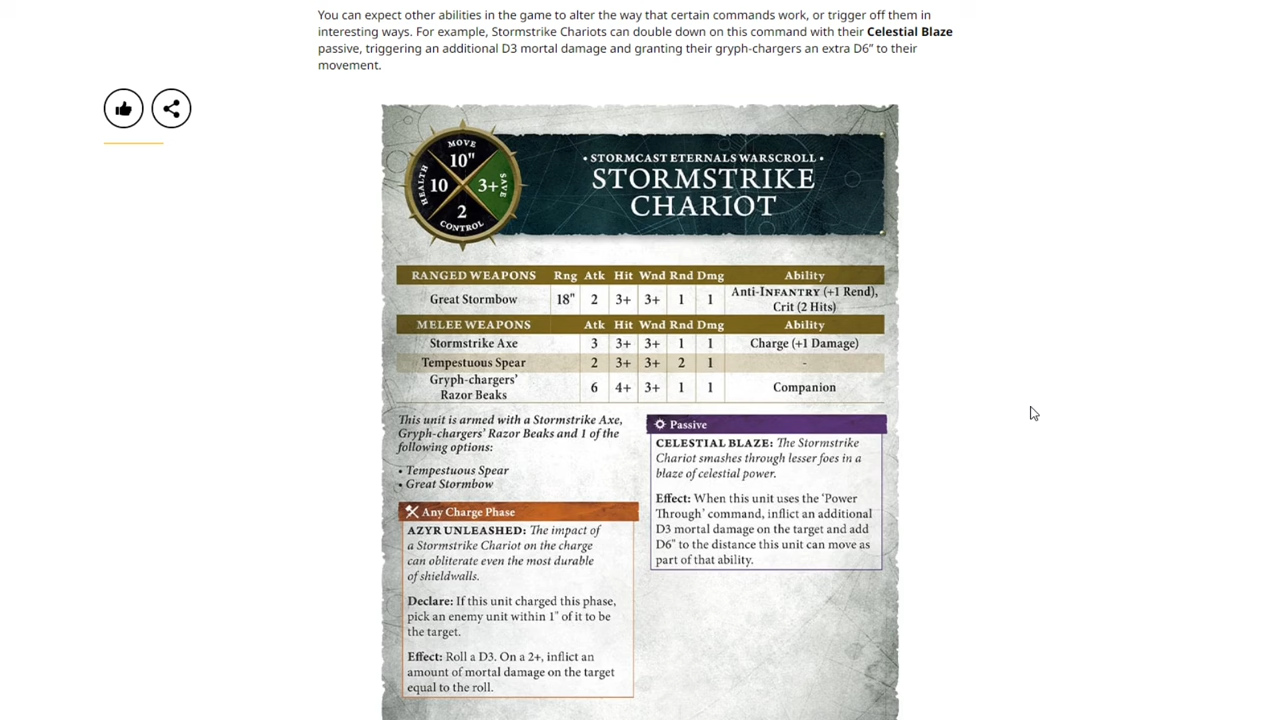 You can expect other abilities in the game to alter the way that certain commands work, or trigger off them in
interesting ways. For example, Stormstrike Chariots can double down on this command with their Celestial Blaze
passive, triggering an additional D3 mortal damage and granting their gryph-chargers an extra D6” to their
movement.
MOVE
10"
HEALTH
10
3+
SAVE
2
CONTROL
• STORMCAST ETERNALS WARSCROLL •
STORMSTRIKE
CHARIOT
RANGED WEAPONS Rng Atk Hit Wnd Rnd Dmg Ability
Great Stormbow 18" 2 3+ 3+ 1 1 Anti-INFANTRY (+1 Rend),
Crit (2 Hits)
MELEE WEAPONS Atk Hit Wnd Rnd Dmg Ability
Stormstrike Axe 3 3+ 3+ 1 1 Charge (+1 Damage)
Tempestuous Spear 2 3+ 3+ 2 1 -
Gryph-chargers’
Razor Beaks 6 4+ 3+ 1 1 Companion
This unit is armed with a Stormstrike Axe,
Gryph-chargers’ Razor Beaks and 1 of the
following options:
• Tempestuous Spear
• Great Stormbow
Any Charge Phase
AZYR UNLEASHED: The impact of
a Stormstrike Chariot on the charge
can obliterate even the most durable
of shieldwalls.
Declare: If this unit charged this phase,
pick an enemy unit within 1" of it to be
the target.
Effect: Roll a D3. On a 2+, inflict an
amount of mortal damage on the target
equal to the roll.
Passive
CELESTIAL BLAZE: The Stormstrike
Chariot smashes through lesser foes in a
blaze of celestial power.
Effect: When this unit uses the ‘Power
Through’ command, inflict an additional
D3 mortal damage on the target and add
D6" to the distance this unit can move as
part of that ability.